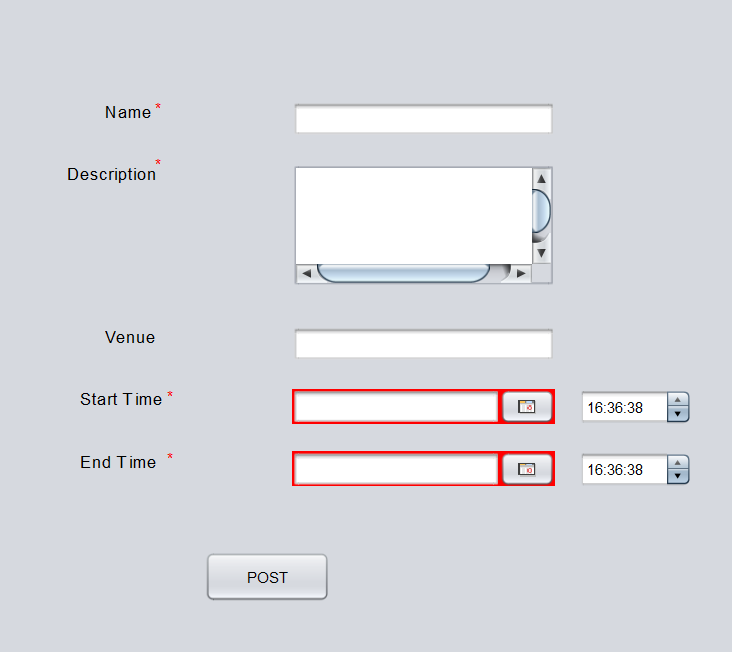 Name *
Description *
Venue
Start Time * 16:36:38
End Time * 16:36:38
POST